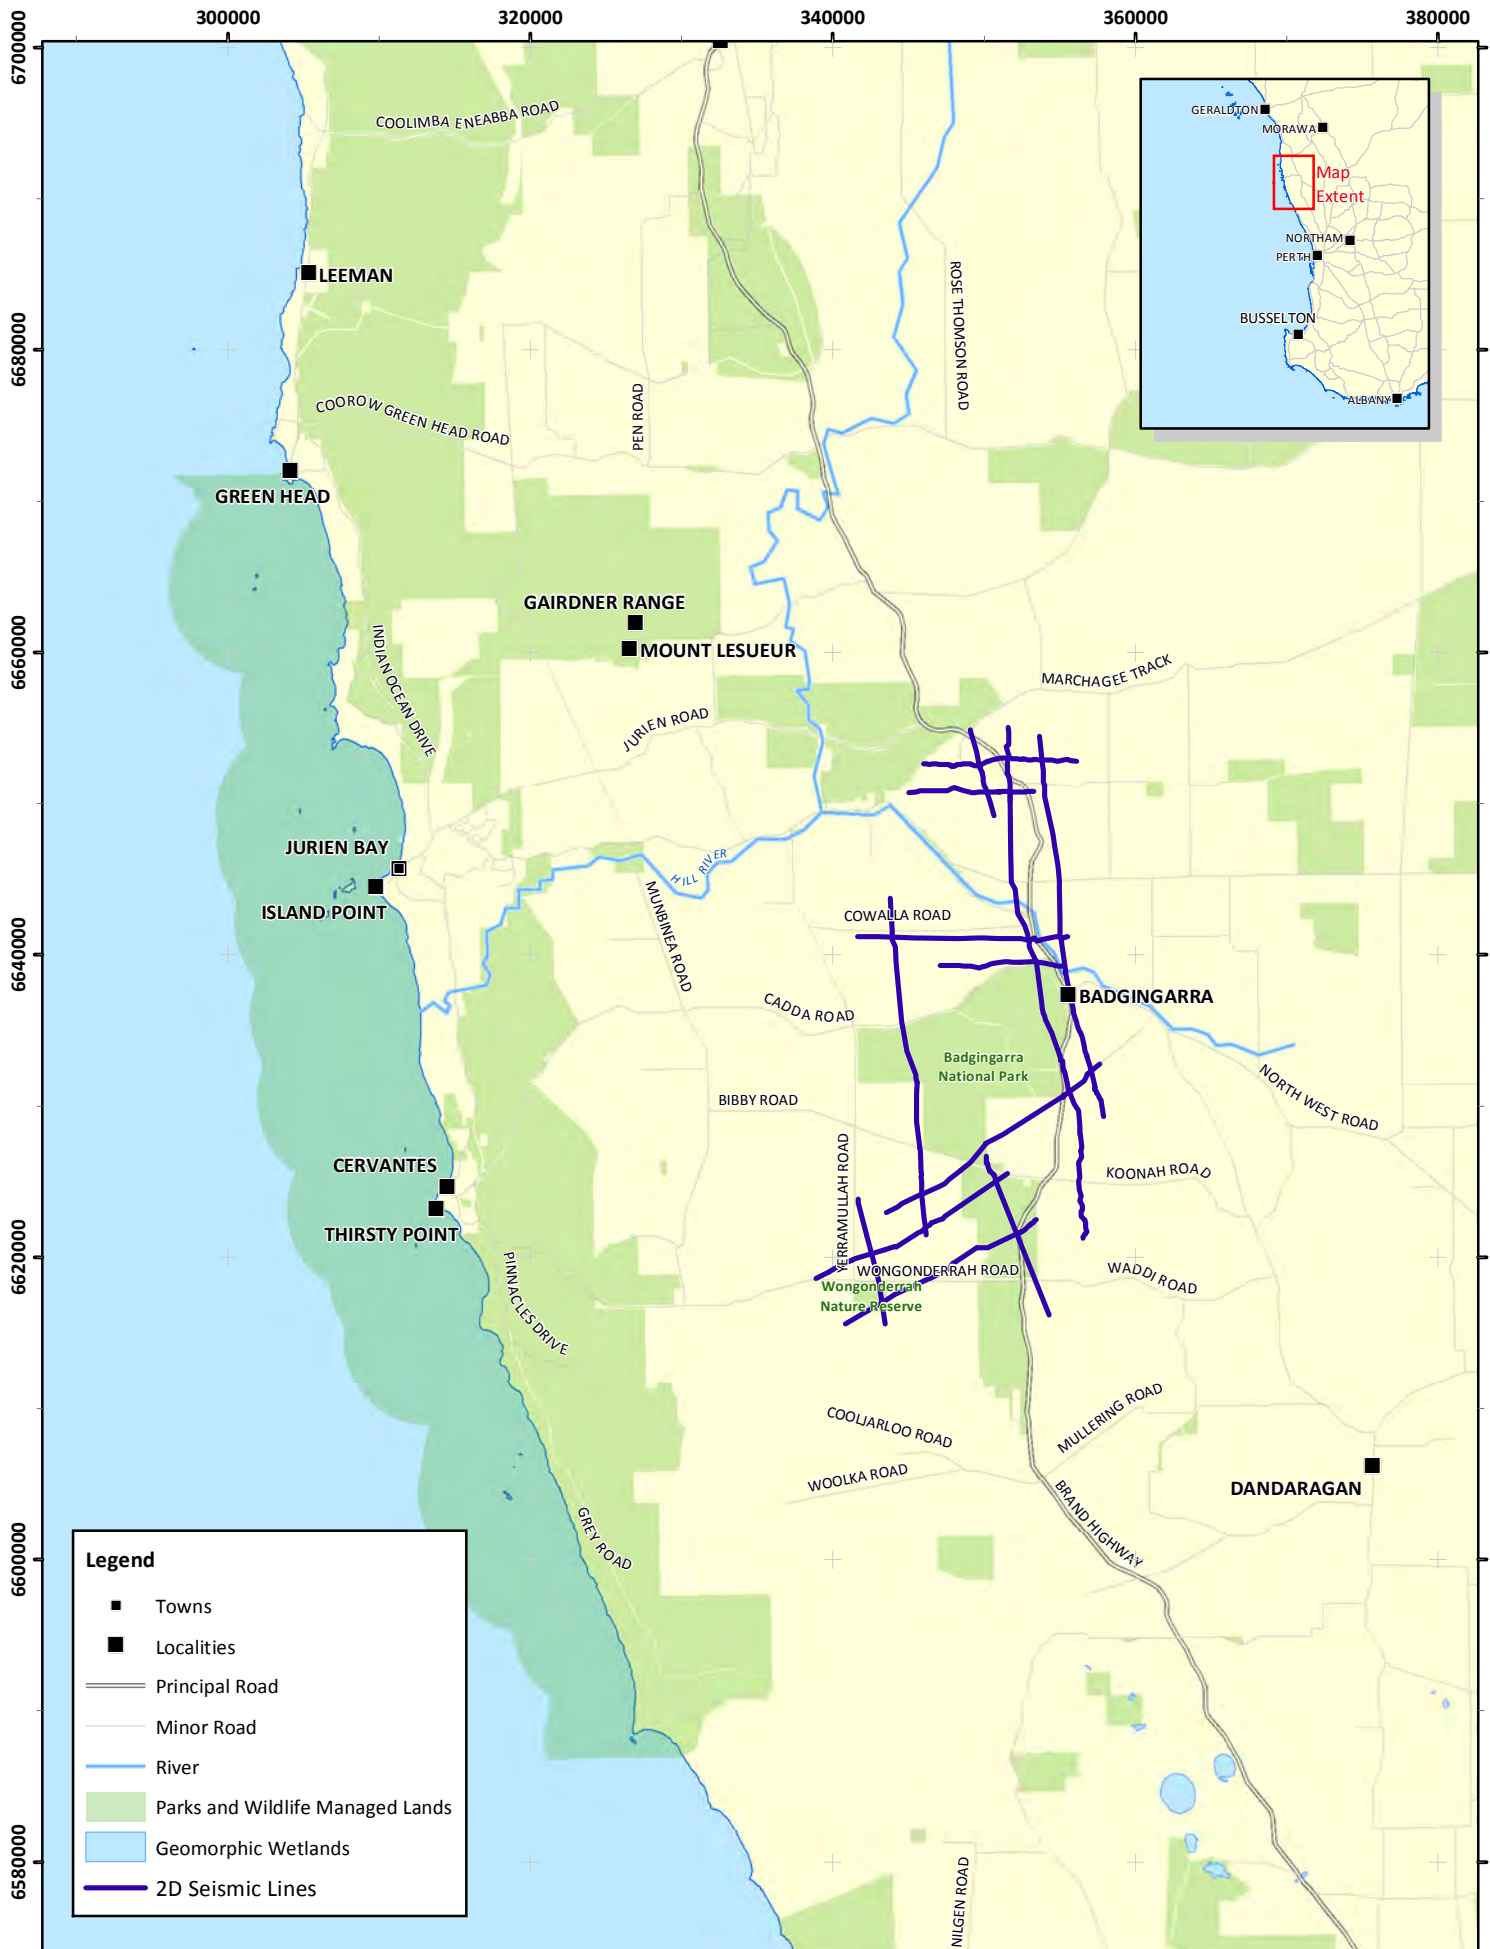 300000
320000
340000
360000
380000
6700000
6680000
6660000
6640000
6620000
6600000
6580000
GERALDTON
MORAWA
Map
Extent
NORTHAM
PERTH
BUSSELTON
ALBANY
COOLIMBA ENEABBA ROAD
LEEMAN
ROSE THOMSON ROAD
COOROW GREEN HEAD ROAD
PEN ROAD
GREEN HEAD
GAIRDNER RANGE
MOUNT LESUEUR
INDIAN OCEAN DRIVE
MARCHAGEE TRACK
JURIEN ROAD
JURIEN BAY
HILL RIVER
ISLAND POINT
MUNBINEA ROAD
COWALLA ROAD
CADDA ROAD
BADGINGARRA
Badgingarra
National Park
BIBBY ROAD
NORTH WEST ROAD
YERRAMULLAH ROAD
CERVANTES
KOONAH ROAD
THIRSTY POINT
PINNACLES DRIVE
WONGONDERRAH ROAD
WADDI ROAD
Wongonderrah
Nature Reserve
COOLJARLOO ROAD
MULLERING ROAD
WOOLKA ROAD
DANDARAGAN
BRAND HIGHWAY
GREY ROAD
NILGEN ROAD
Legend
Towns
Localities
Principal Road
Minor Road
River
Parks and Wildlife Managed Lands
Geomorphic Wetlands
2D Seismic Lines